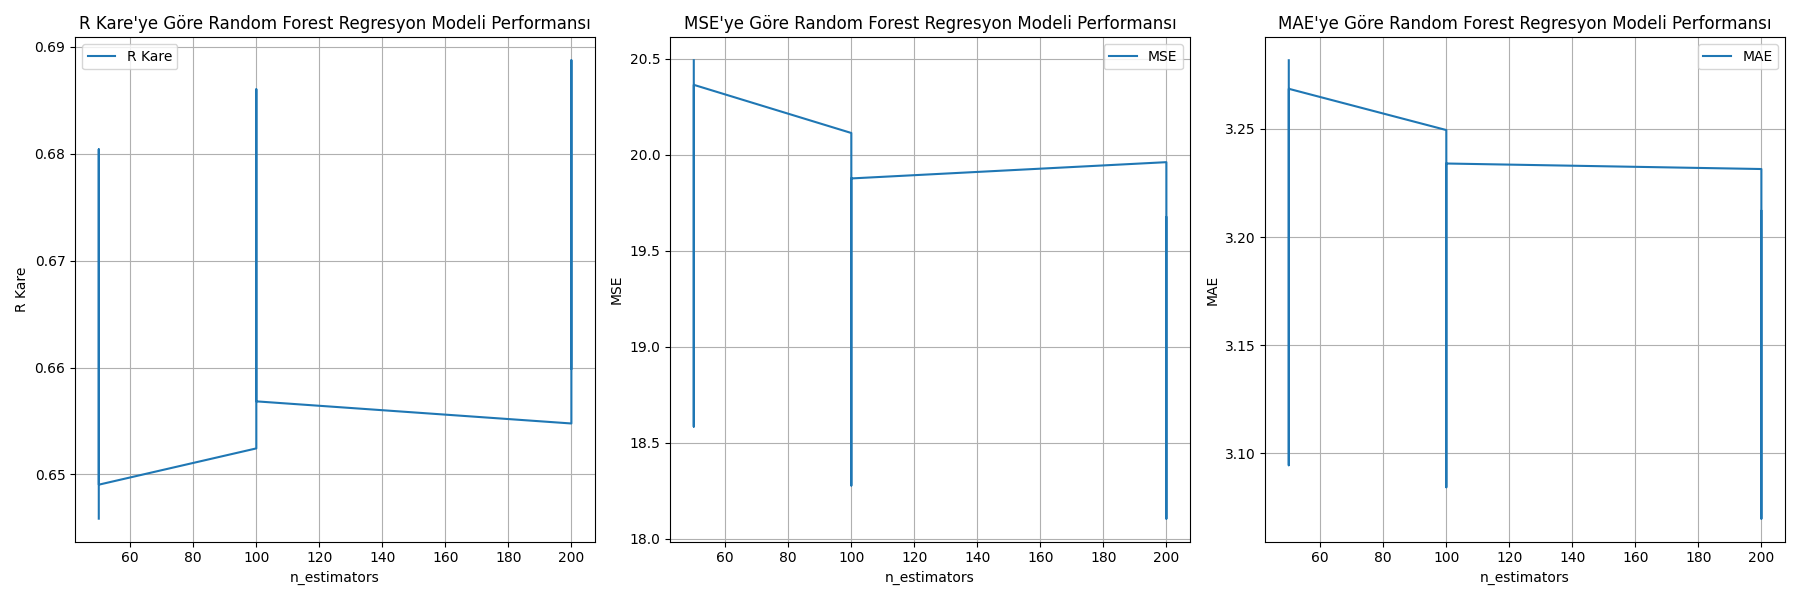 R Kare'ye Göre Random Forest Regresyon Modeli Performansı
0.69
0.68
0.67
0.66
0.65
R Kare
R Kare
60 80 100 120 140 160 180 200
n_estimators
MSE'ye Göre Random Forest Regresyon Modeli Performansı
20.5
20.0
19.5
19.0
18.5
18.0
MSE
MSE
60 80 100 120 140 160 180 200
n_estimators
MAE'ye Göre Random Forest Regresyon Modeli Performansı
3.25
3.20
3.15
3.10
MAE
MAE
60 80 100 120 140 160 180 200
n_estimators